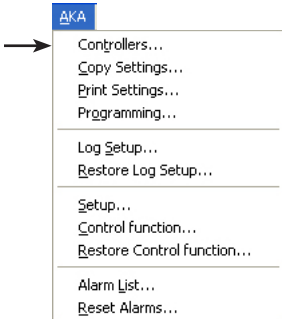 AKA
Controllers...
Copy Settings...
Print Settings...
Programming...
Log Setup...
Restore Log Setup...
Setup...
Control function...
Restore Control function...
Alarm List...
Reset Alarms...